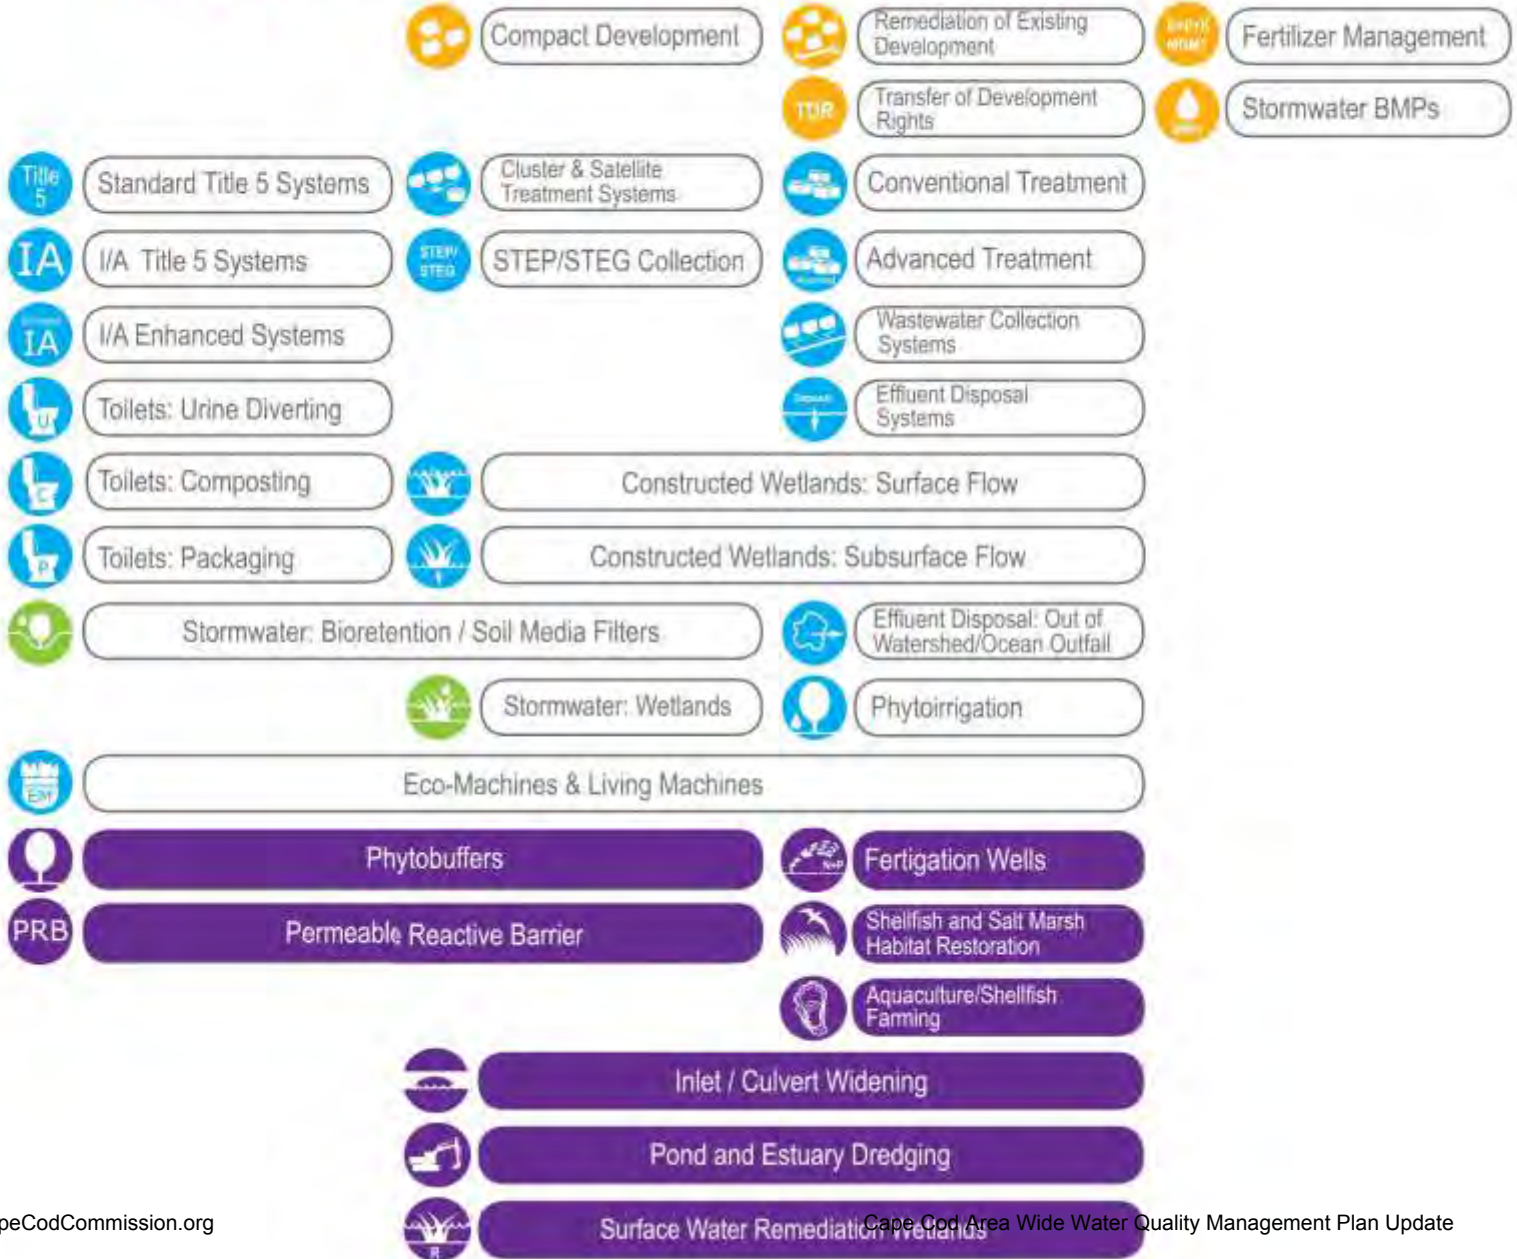 Compact Development
Remediation of Existing
Development
Fertilizer Management
TDR
Transfer of Development
Rights
Stormwater BMPs
Title
5
Standard Title 5 Systems
Cluster & Satellite
Treatment Systems
Conventional Treatment
IA
I/A Title 5 Systems
STEP/
STEG
STEP/STEG Collection
Advanced Treatment
IA
I/A Enhanced Systems
Wastewater Collection
Systems
U
Toilets: Urine Diverting
Effluent Disposal
Systems
C
Toilets: Composting
Constructed Wetlands: Surface Flow
P
Toilets: Packaging
Constructed Wetlands: Subsurface Flow
Stormwater: Bioretention / Soil Media Filters
Effluent Disposal: Out of
Watershed/Ocean Outfall
Stormwater: Wetlands
Phytoirrigation
EM
Eco-Machines & Living Machines
Phytobuffers
N+P
Fertigation Wells
PRB
Permeable Reactive Barrier
Shellfish and Salt Marsh
Habitat Restoration
Aquaculture/Shellfish
Farming
Inlet / Culvert Widening
Pond and Estuary Dredging
R
Surface Water Remediation Wetlands
peCodCommission.org
Cape Cod Area Wide Water Quality Management Plan Update